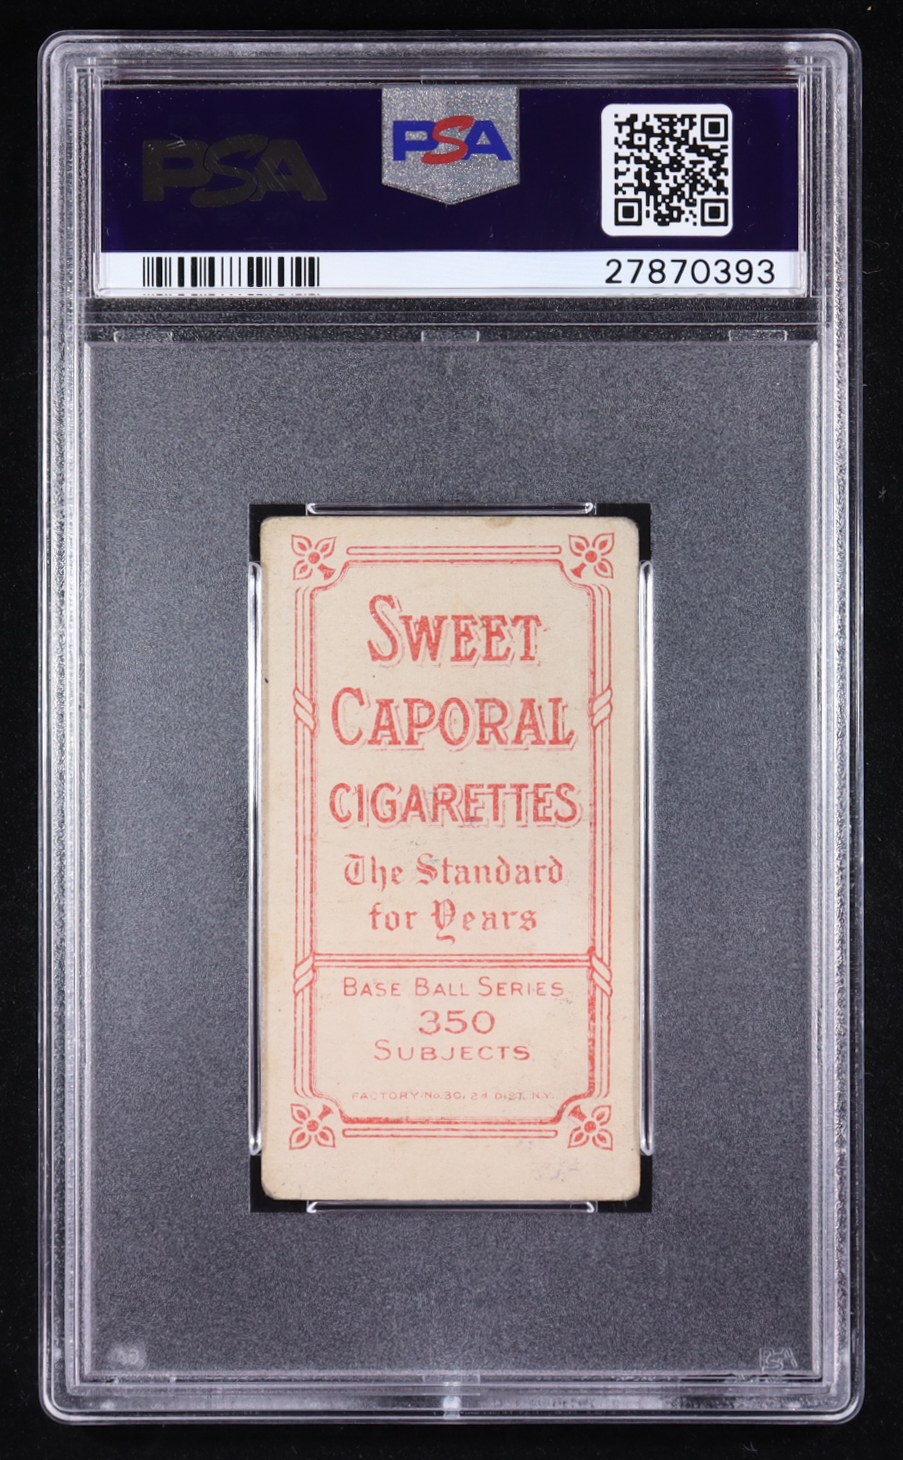 PSA
PSA
27870393
SWEET
CAPORAL
CIGARETTES
The Standard
for Years
BASE BALL SERIES
350
SUBJECTS.
FACTORY No. 30, 2d DIST. N.Y.
PSA